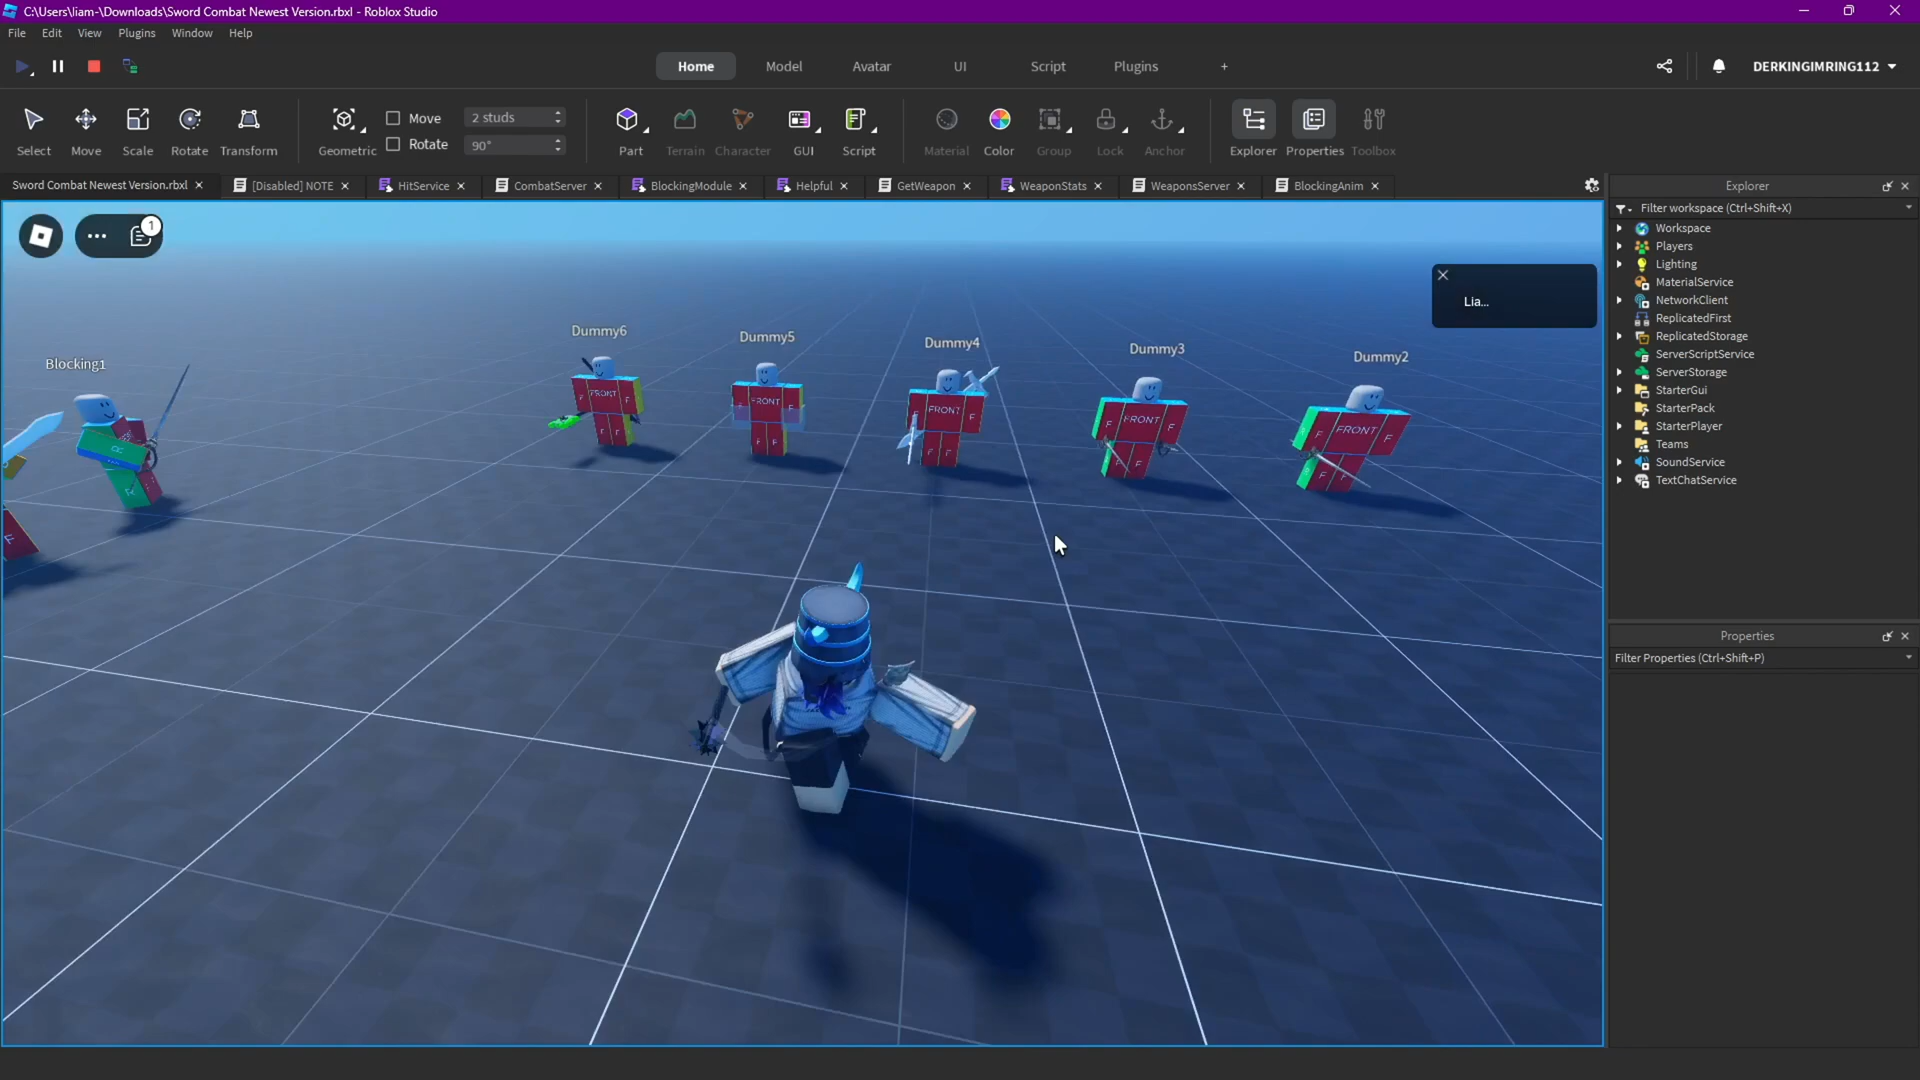 C:\Users\liam-\Downloads\Sword Combat Newest Version.rbxl - Roblox Studio
File Edit View Plugins Window Help
Home Model Avatar UI Script Plugins +
DERKINGIMRING112
Move 2 studs
Rotate 90°
Select Move Scale Rotate Transform Geometric Part Terrain Character GUI Script Material Color Group Lock Anchor Explorer Properties Toolbox
Sword Combat Newest Version.rbxl [Disabled] NOTE HitService CombatServer BlockingModule Helpful GetWeapon WeaponStats WeaponsServer BlockingAnim
1
Lia...
Blocking1
Dummy6
Dummy5
Dummy4
Dummy3
Dummy2
FRONT
FRONT
FRONT
FRONT
FRONT
Explorer
Filter workspace (Ctrl+Shift+X)
Workspace
Players
Lighting
MaterialService
NetworkClient
ReplicatedFirst
ReplicatedStorage
ServerScriptService
ServerStorage
StarterGui
StarterPack
StarterPlayer
Teams
SoundService
TextChatService
Properties
Filter Properties (Ctrl+Shift+P)